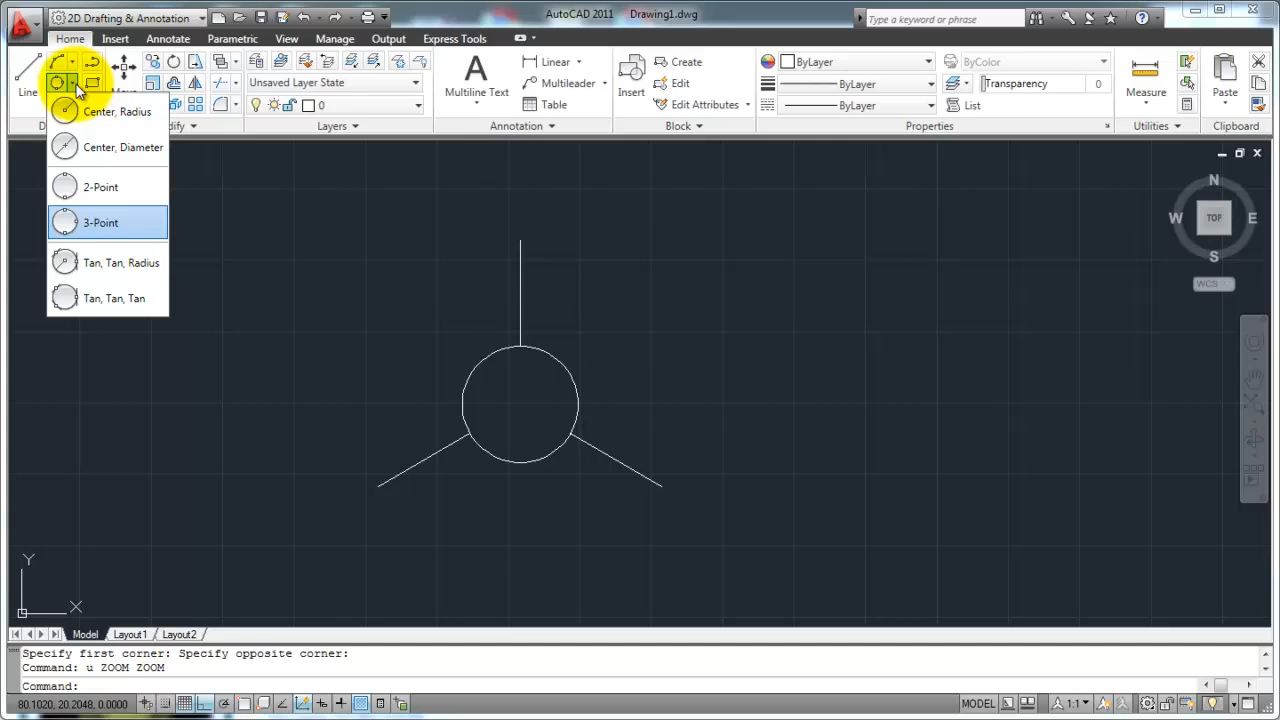 2D Drafting & Annotation
AutoCAD 2011 Drawing1.dwg
Type a keyword or phrase
Home Insert Annotate Parametric View Manage Output Express Tools
Line
Unsaved Layer State
0
Layers
Multiline Text
Linear
Multileader
Table
Annotation
Insert
Create
Edit
Edit Attributes
Block
ByLayer
ByLayer
ByLayer
ByColor
Transparency 0
List
Properties
Measure
Utilities
Paste
Clipboard
Center, Radius
Center, Diameter
2-Point
3-Point
Tan, Tan, Radius
Tan, Tan, Tan
N
W TOP E
S
WCS
Y
X
Model Layout1 Layout2
Specify first corner: Specify opposite corner:
Command: u ZOOM ZOOM
Command:
80.1020, 20.2048, 0.0000
MODEL
1:1